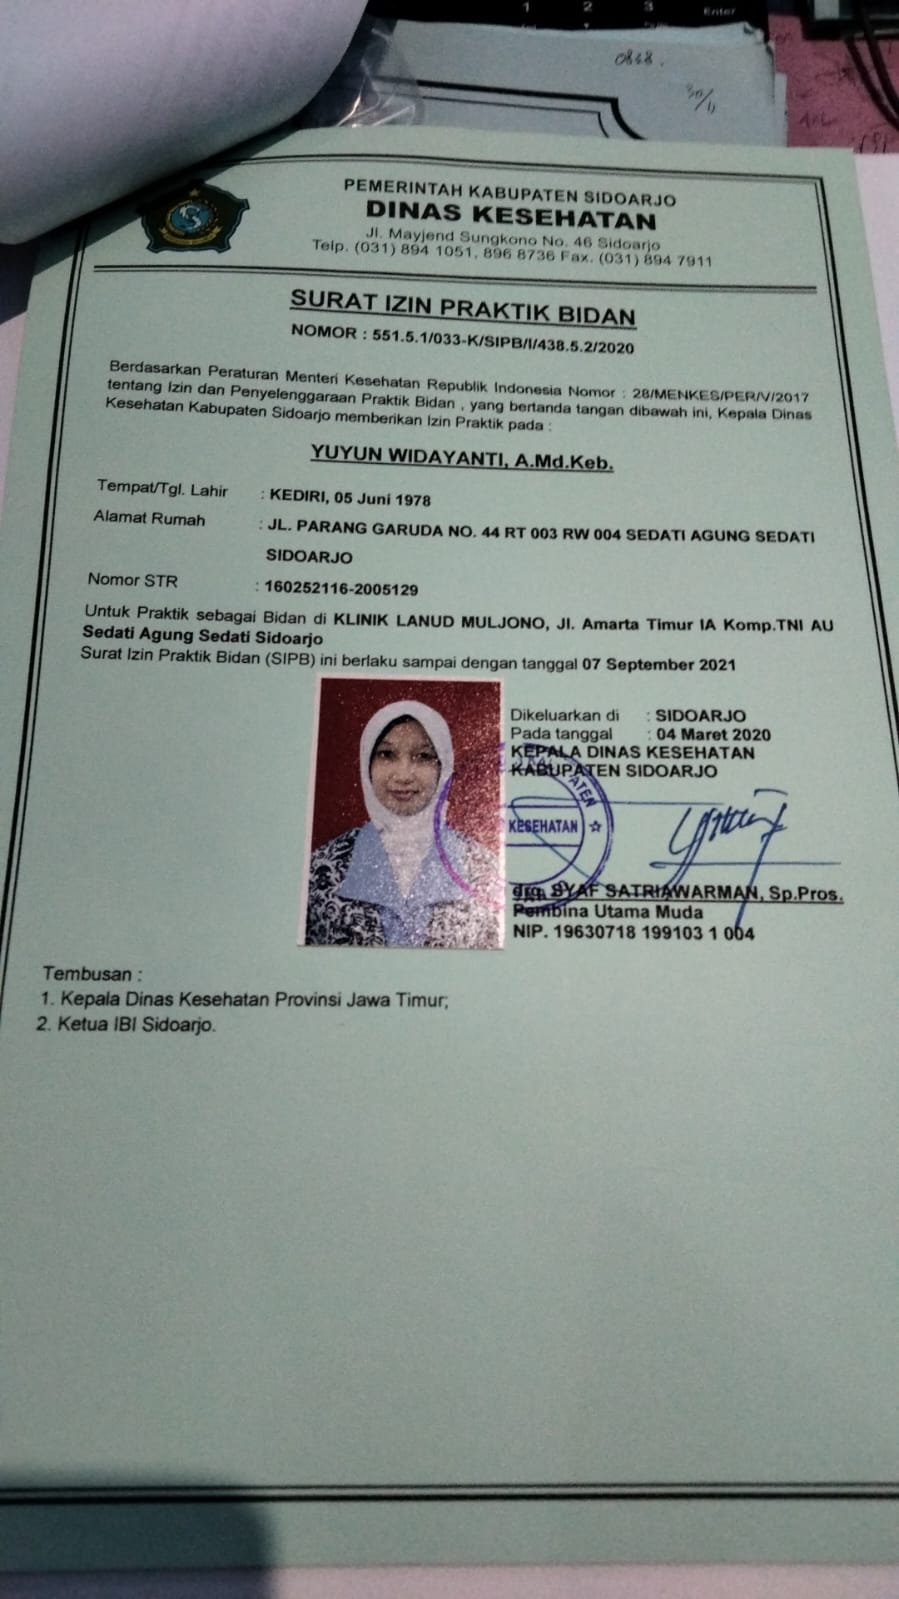 1 2 3 Enter
0848.
30/11
PEMERINTAH KABUPATEN SIDOARJO
DINAS KESEHATAN
Jl. Mayjend Sungkono No. 46 Sidoarjo
Telp. (031) 894 1051, 896 8736 Fax. (031) 894 7911
SURAT IZIN PRAKTIK BIDAN
NOMOR : 551.5.1/033-K/SIPB/I/438.5.2/2020
Berdasarkan Peraturan Menteri Kesehatan Republik Indonesia Nomor : 28/MENKES/PER/V/2017
tentang Izin dan Penyelenggaraan Praktik Bidan , yang bertanda tangan dibawah ini, Kepala Dinas
Kesehatan Kabupaten Sidoarjo memberikan Izin Praktik pada :
YUYUN WIDAYANTI, A.Md.Keb.
Tempat/Tgl. Lahir : KEDIRI, 05 Juni 1978
Alamat Rumah : JL. PARANG GARUDA NO. 44 RT 003 RW 004 SEDATI AGUNG SEDATI
SIDOARJO
Nomor STR : 160252116-2005129
Untuk Praktik sebagai Bidan di KLINIK LANUD MULJONO, Jl. Amarta Timur IA Komp.TNI AU
Sedati Agung Sedati Sidoarjo
Surat Izin Praktik Bidan (SIPB) ini berlaku sampai dengan tanggal 07 September 2021
Dikeluarkan di : SIDOARJO
Pada tanggal : 04 Maret 2020
KEPALA DINAS KESEHATAN
KABUPATEN SIDOARJO
KABUPATEN
KESEHATAN
drg. SYAF SATRIAWARMAN, Sp.Pros.
Pembina Utama Muda
NIP. 19630718 199103 1 004
Tembusan :
1. Kepala Dinas Kesehatan Provinsi Jawa Timur;
2. Ketua IBI Sidoarjo.